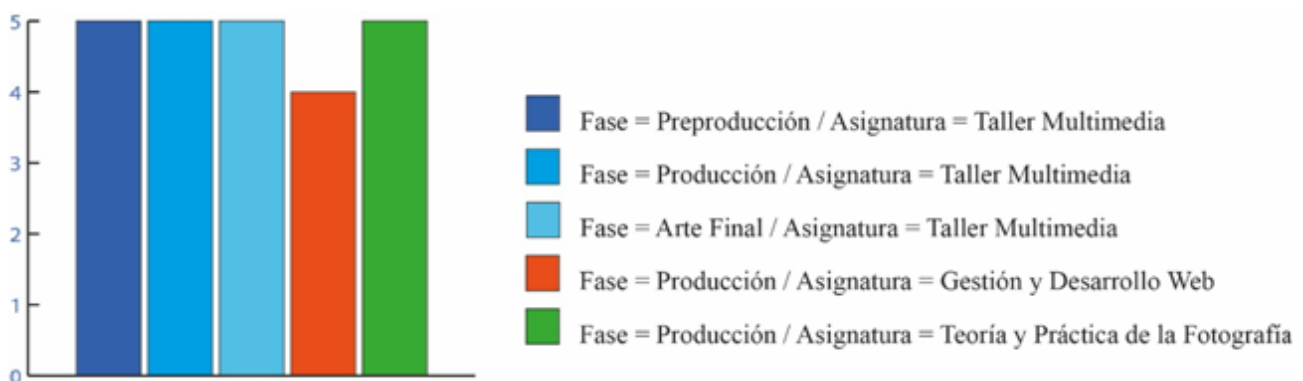 5
4
3
2
1
0
Fase = Preproducción / Asignatura = Taller Multimedia
Fase = Producción / Asignatura = Taller Multimedia
Fase = Arte Final / Asignatura = Taller Multimedia
Fase = Producción / Asignatura = Gestión y Desarrollo Web
Fase = Producción / Asignatura = Teoría y Práctica de la Fotografía